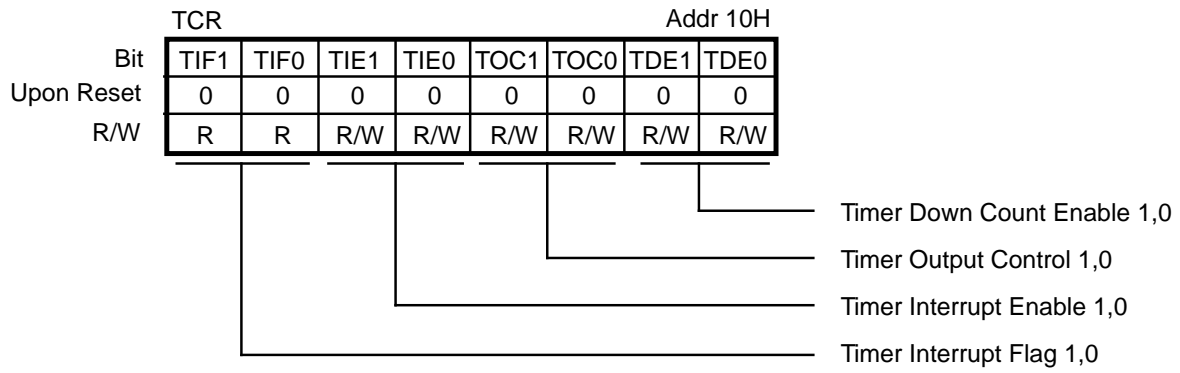 TCR Addr 10H
Bit TIF1 TIF0 TIE1 TIE0 TOC1 TOC0 TDE1 TDE0
Upon Reset 0 0 0 0 0 0 0 0
R/W R R R/W R/W R/W R/W R/W R/W
Timer Down Count Enable 1,0
Timer Output Control 1,0
Timer Interrupt Enable 1,0
Timer Interrupt Flag 1,0